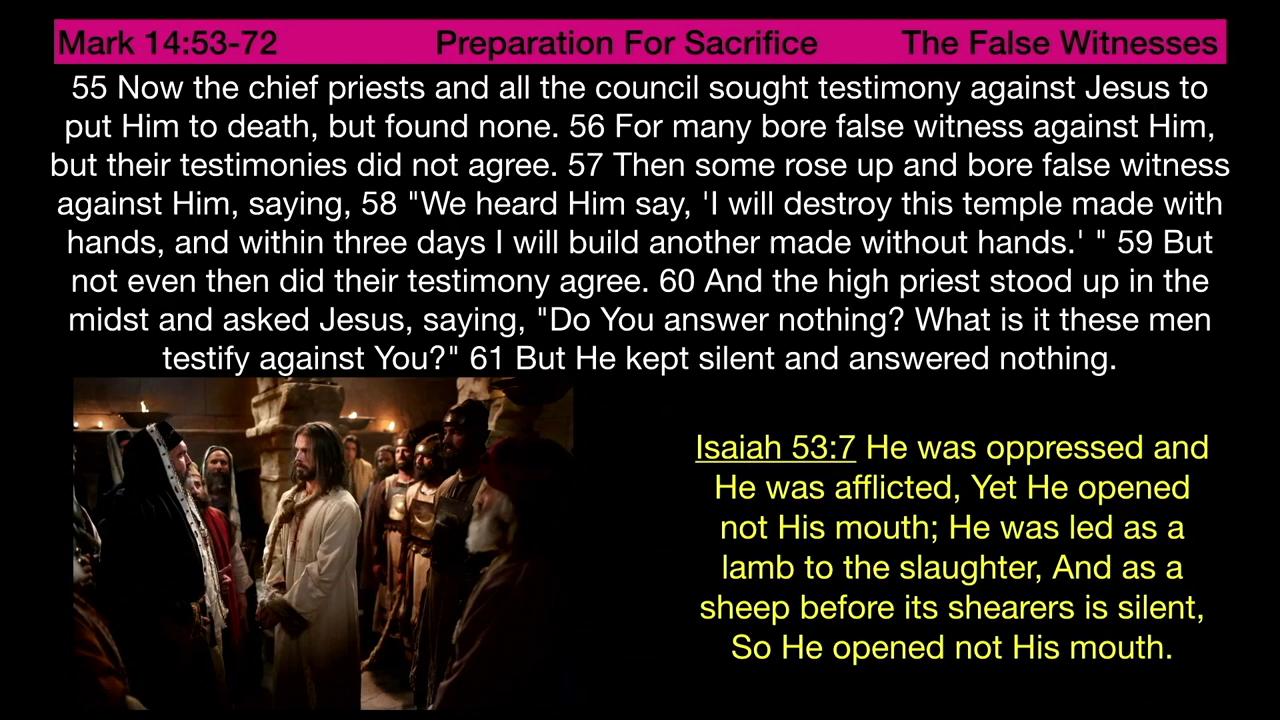 Mark 14:53-72 Preparation For Sacrifice The False Witnesses
55 Now the chief priests and all the council sought testimony against Jesus to
put Him to death, but found none. 56 For many bore false witness against Him,
but their testimonies did not agree. 57 Then some rose up and bore false witness
against Him, saying, 58 "We heard Him say, 'I will destroy this temple made with
hands, and within three days I will build another made without hands.' " 59 But
not even then did their testimony agree. 60 And the high priest stood up in the
midst and asked Jesus, saying, "Do You answer nothing? What is it these men
testify against You?" 61 But He kept silent and answered nothing.
Isaiah 53:7 He was oppressed and
He was afflicted, Yet He opened
not His mouth; He was led as a
lamb to the slaughter, And as a
sheep before its shearers is silent,
So He opened not His mouth.